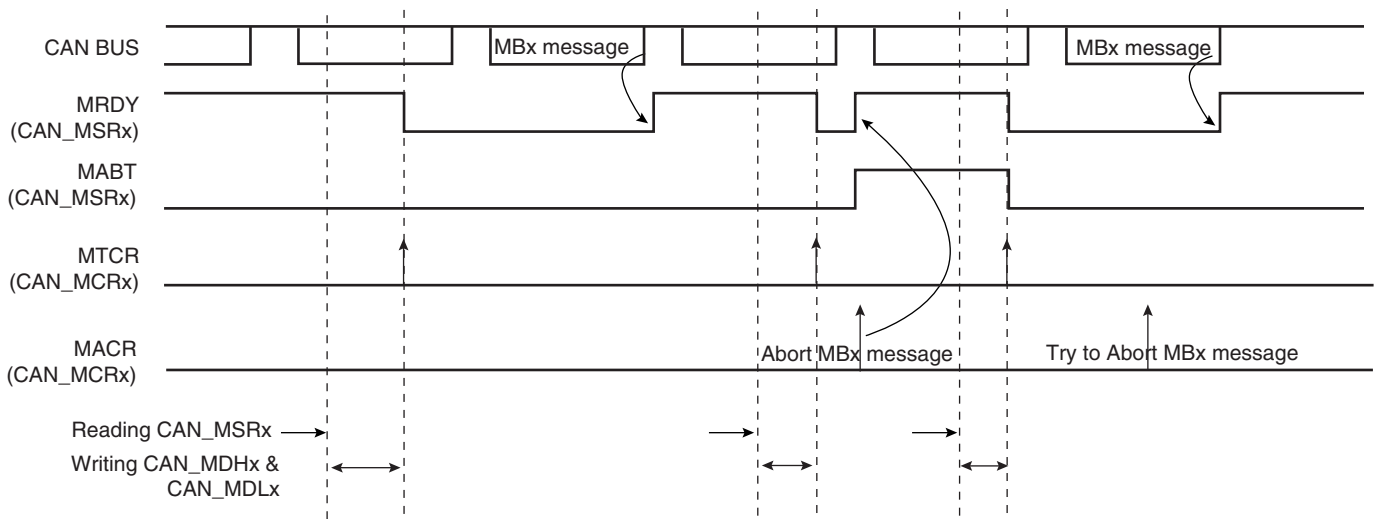 CAN BUS
MBx message
MBx message
MRDY
(CAN_MSRx)
MABT
(CAN_MSRx)
MTCR
(CAN_MCRx)
MACR
(CAN_MCRx)
Abort MBx message
Try to Abort MBx message
Reading CAN_MSRx
Writing CAN_MDHx &
CAN_MDLx